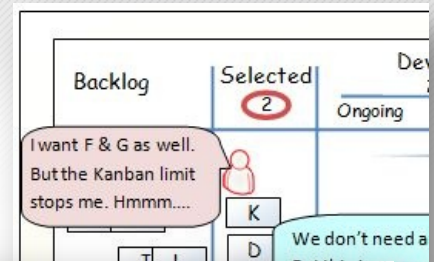 Backlog
Selected
2
Ongoing
I want F & G as well.
But the Kanban limit
stops me. Hmmm....
K
D
We don't need a